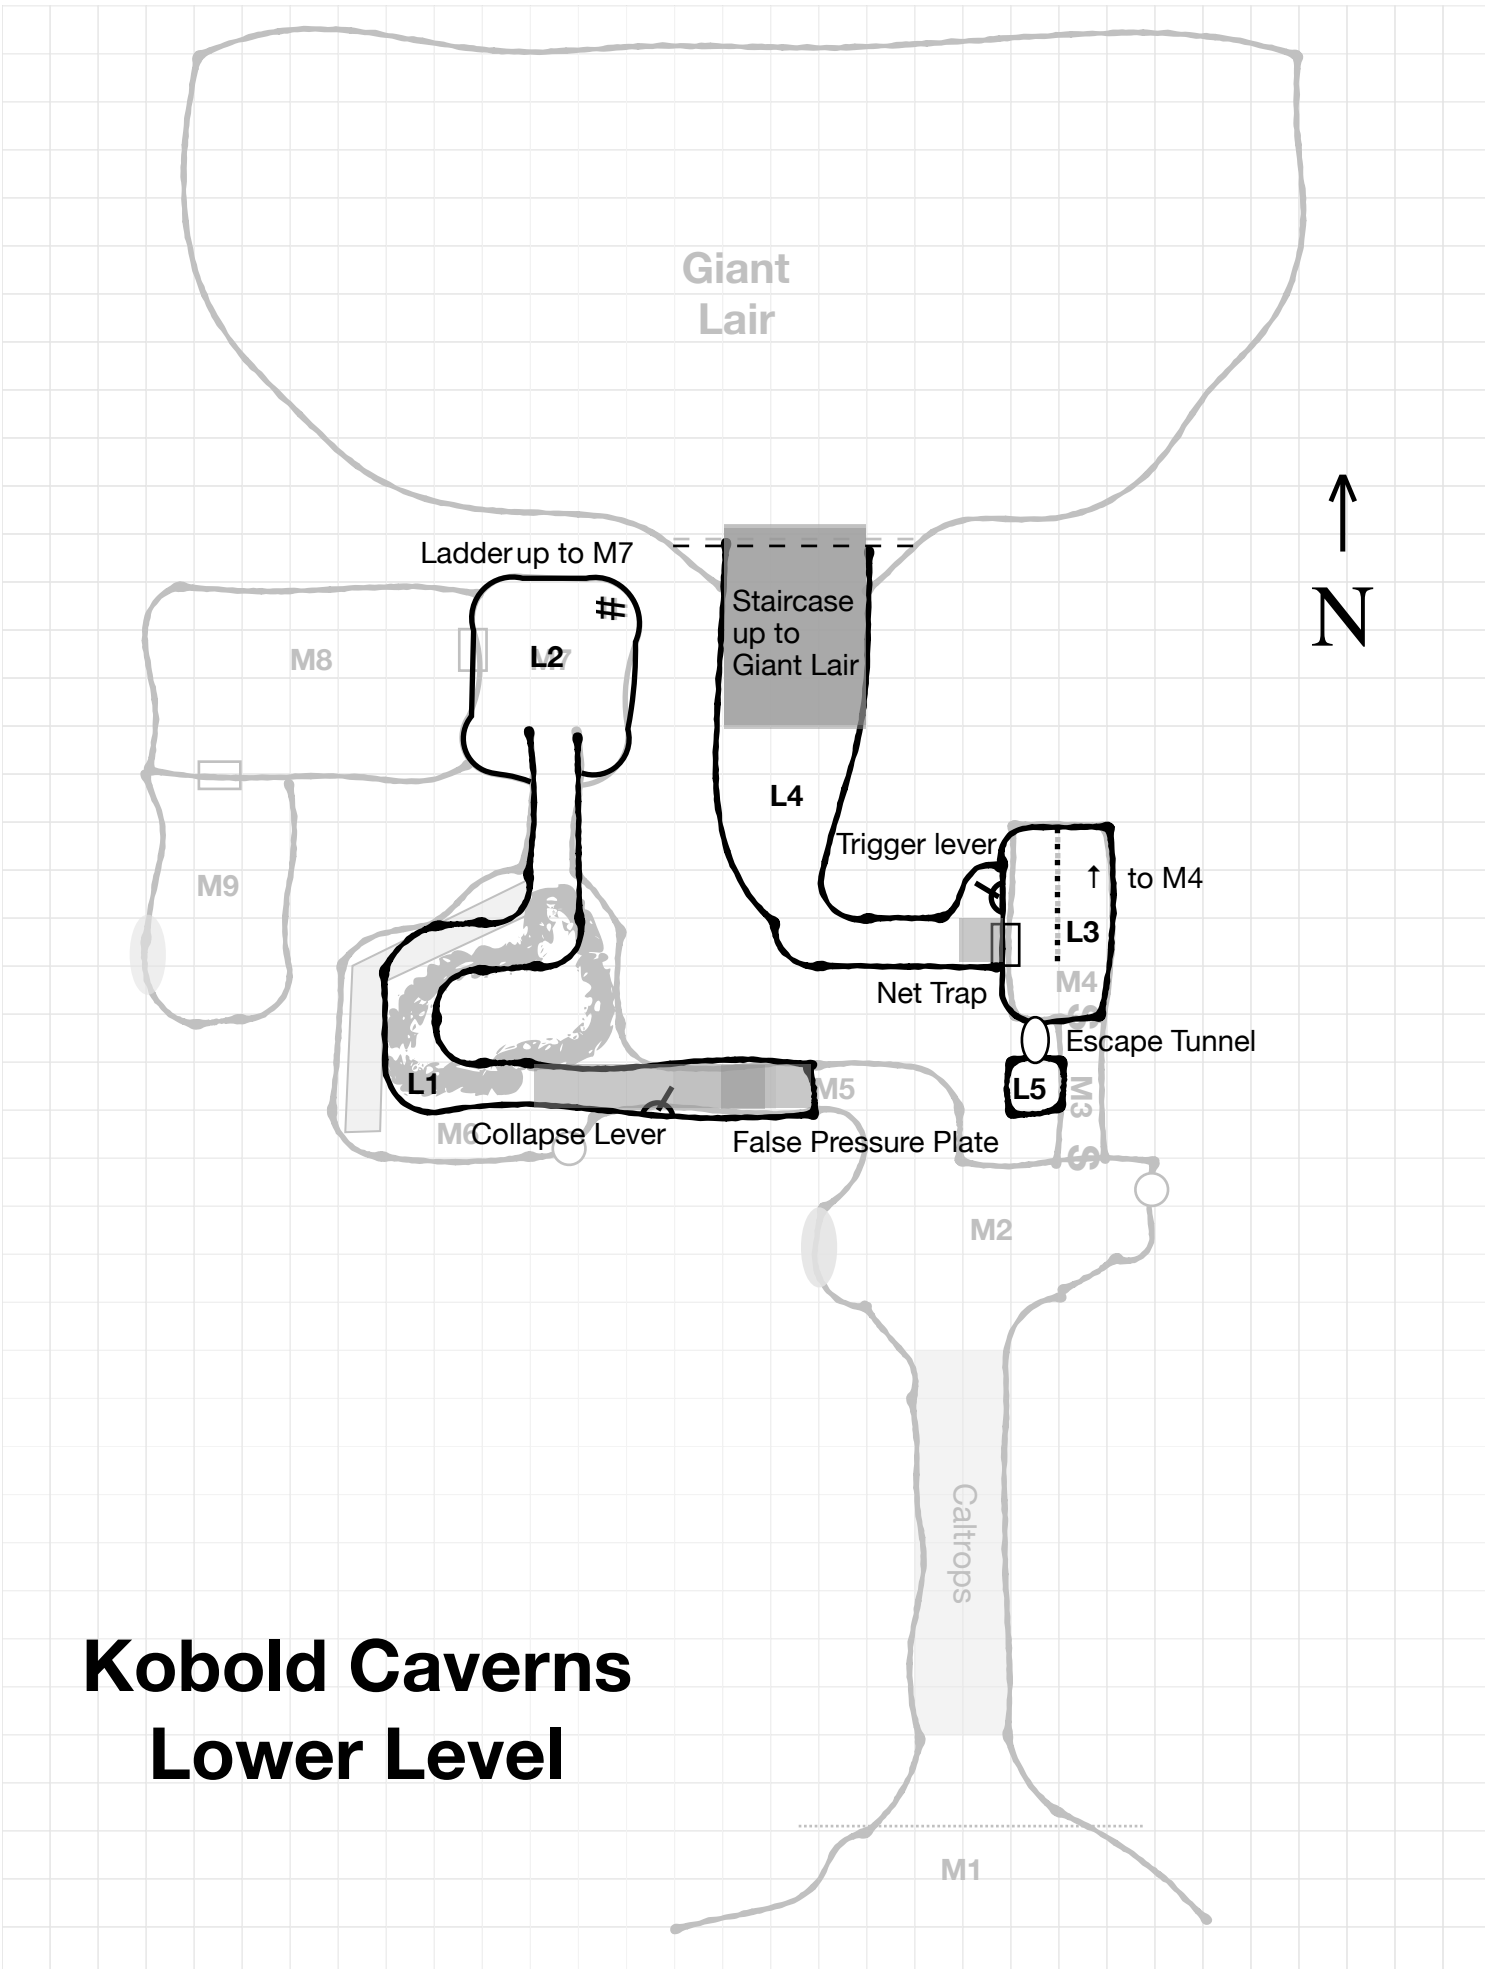 Giant
Lair
Ladder up to M7
N
Staircase
up to
Giant Lair
M8
L2
M7
L4
Trigger lever
↑ to M4
M9
L3
M4
Net Trap
S
Escape Tunnel
L1
M5
L5
M3
M6
Collapse Lever
False Pressure Plate
S
M2
Caltrops
Kobold Caverns
Lower Level
M1